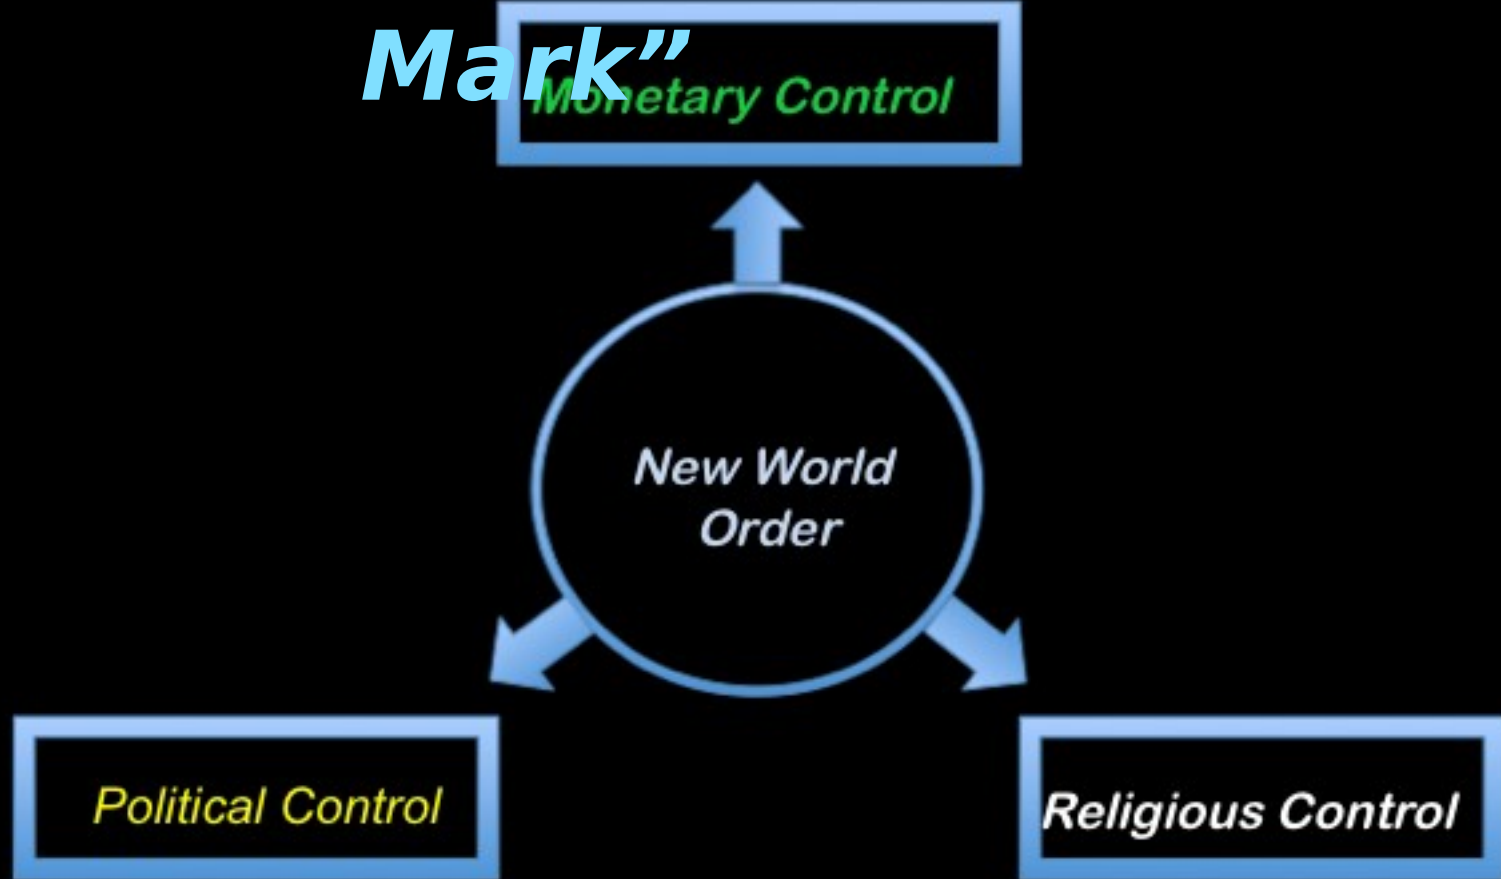 Mark”
Monetary Control
New World
Order
Political Control
Religious Control